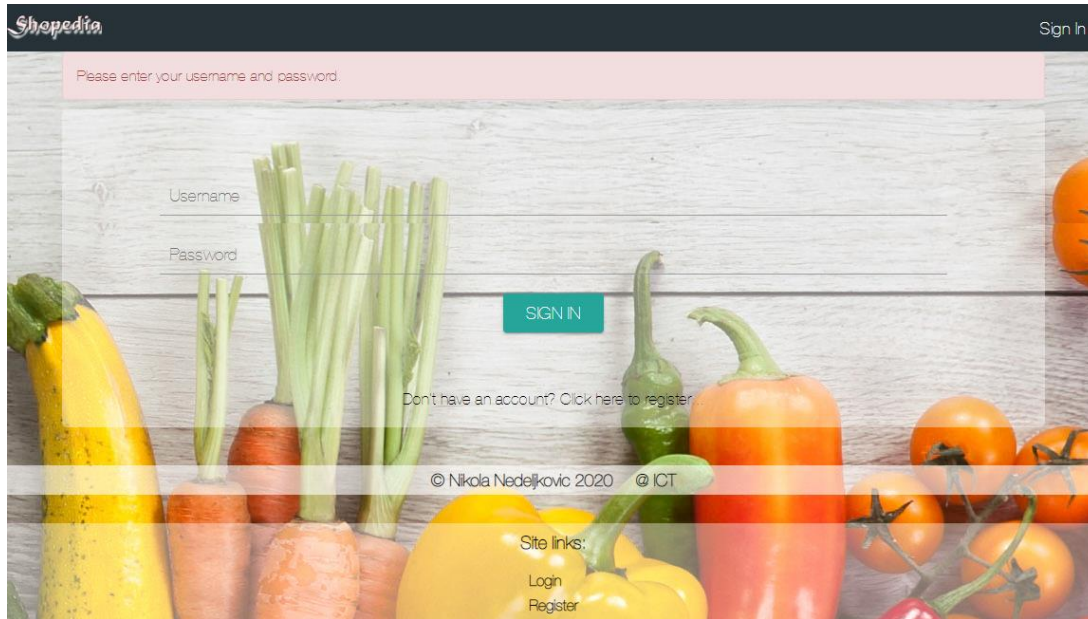 Shopedia
Sign In
Please enter your username and password.
Username
Password
SIGN IN
Don't have an account? Click here to register...
© Nikola Nedeljkovic 2020 @ ICT
Site links:
Login
Register